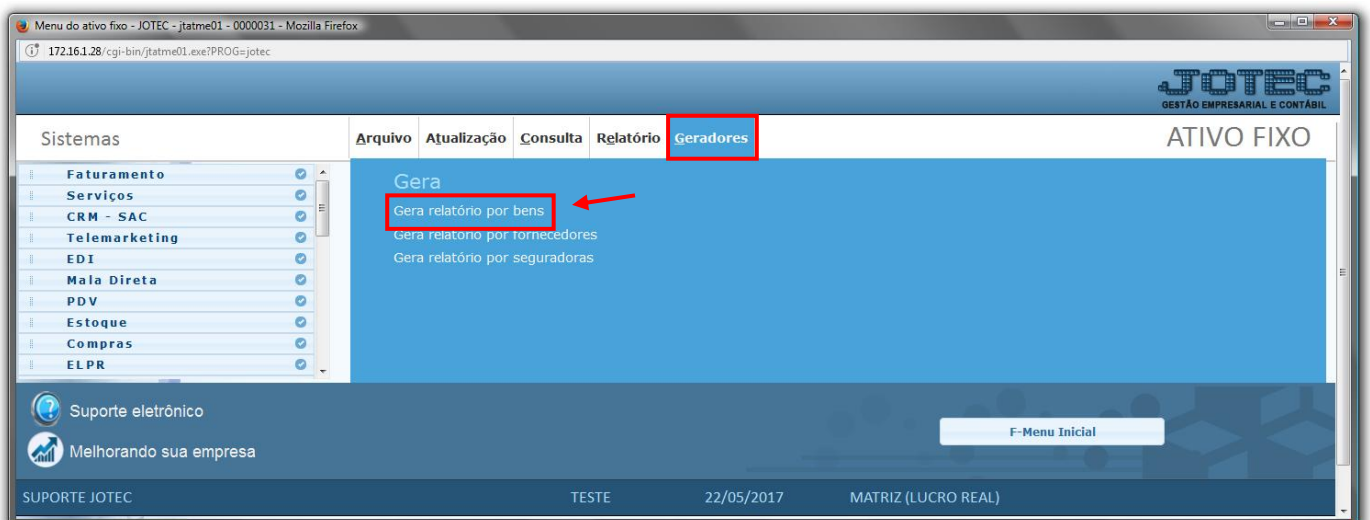 Menu do ativo fixo - JOTEC - jtatme01 - 0000031 - Mozilla Firefox
172.16.1.28/cgi-bin/jtatme01.exe?PROG=jotec
JOTEC
GESTÃO EMPRESARIAL E CONTÁBIL
Sistemas
Arquivo Atualização Consulta Relatório Geradores
ATIVO FIXO
Faturamento
Serviços
CRM - SAC
Telemarketing
EDI
Mala Direta
PDV
Estoque
Compras
ELPR
Gera
Gera relatório por bens
Gera relatório por fornecedores
Gera relatório por seguradoras
Suporte eletrônico
Melhorando sua empresa
F-Menu Inicial
SUPORTE JOTEC TESTE 22/05/2017 MATRIZ (LUCRO REAL)